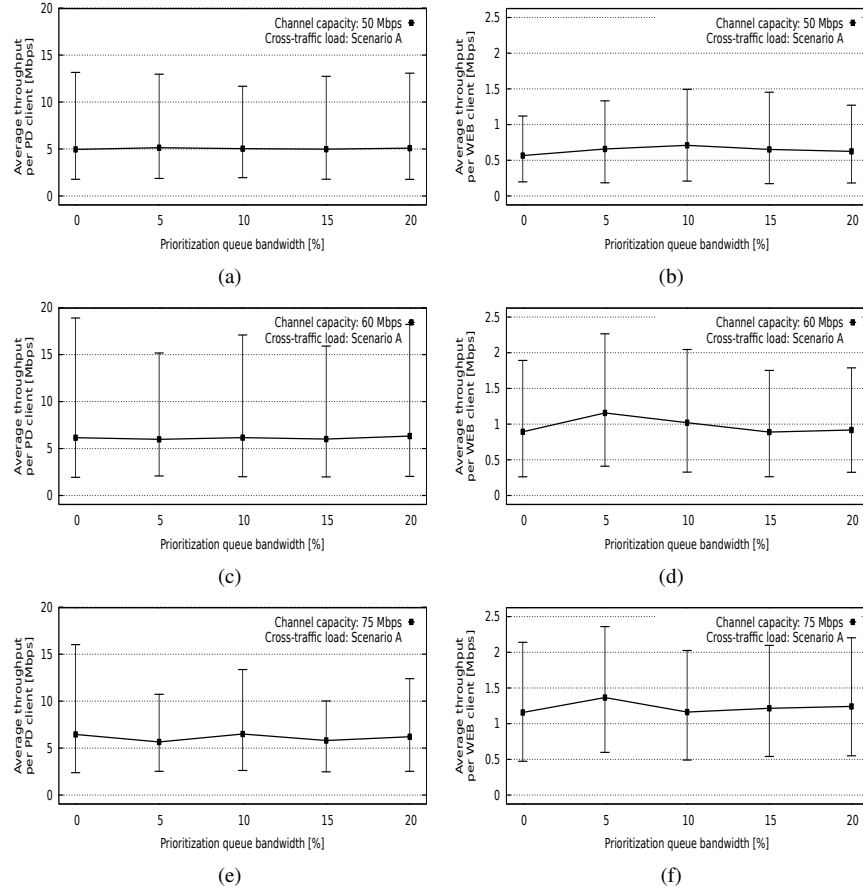 20
15
10
5
0
Average throughput
per PD client [Mbps]
Channel capacity: 50 Mbps
Cross-traffic load: Scenario A
0 5 10 15 20
Prioritization queue bandwidth [%]
(a)
2.5
2
1.5
1
0.5
0
Average throughput
per WEB client [Mbps]
Channel capacity: 50 Mbps
Cross-traffic load: Scenario A
0 5 10 15 20
Prioritization queue bandwidth [%]
(b)
20
15
10
5
0
Average throughput
per PD client [Mbps]
Channel capacity: 60 Mbps
Cross-traffic load: Scenario A
0 5 10 15 20
Prioritization queue bandwidth [%]
(c)
2.5
2
1.5
1
0.5
0
Average throughput
per WEB client [Mbps]
Channel capacity: 60 Mbps
Cross-traffic load: Scenario A
0 5 10 15 20
Prioritization queue bandwidth [%]
(d)
20
15
10
5
0
Average throughput
per PD client [Mbps]
Channel capacity: 75 Mbps
Cross-traffic load: Scenario A
0 5 10 15 20
Prioritization queue bandwidth [%]
(e)
2.5
2
1.5
1
0.5
0
Average throughput
per WEB client [Mbps]
Channel capacity: 75 Mbps
Cross-traffic load: Scenario A
0 5 10 15 20
Prioritization queue bandwidth [%]
(f)